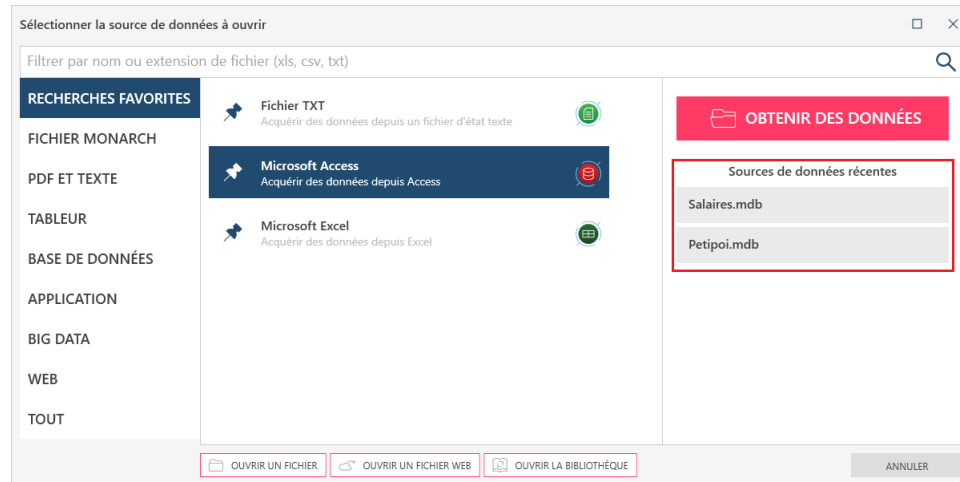 Sélectionner la source de données à ouvrir
Filtrer par nom ou extension de fichier (xls, csv, txt)
RECHERCHES FAVORITES
FICHIER MONARCH
PDF ET TEXTE
TABLEUR
BASE DE DONNÉES
APPLICATION
BIG DATA
WEB
TOUT
Fichier TXT
Acquérir des données depuis un fichier d'état texte
Microsoft Access
Acquérir des données depuis Access
Microsoft Excel
Acquérir des données depuis Excel
OBTENIR DES DONNÉES
Sources de données récentes
Salaires.mdb
Petipoi.mdb
OUVRIR UN FICHIER
OUVRIR UN FICHIER WEB
OUVRIR LA BIBLIOTHÈQUE
ANNULER